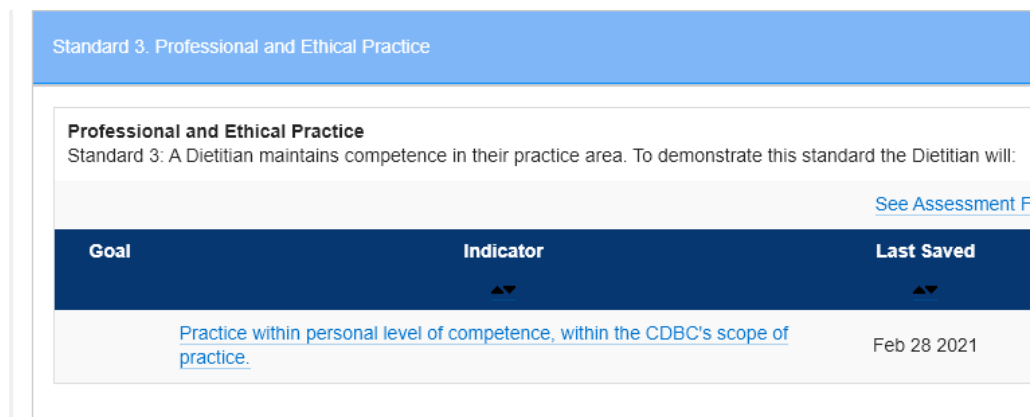 Standard 3. Professional and Ethical Practice
Professional and Ethical Practice
Standard 3: A Dietitian maintains competence in their practice area. To demonstrate this standard the Dietitian will:
See Assessment F
Goal Indicator Last Saved
Practice within personal level of competence, within the CDBC's scope of
practice.
Feb 28 2021